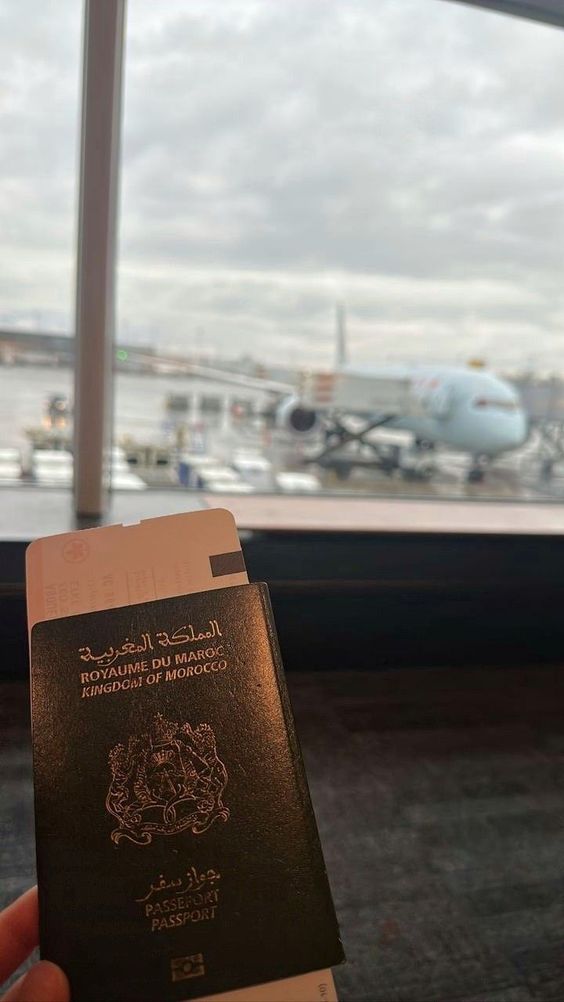 المملكة المغربية
ROYAUME DU MAROC
KINGDOM OF MOROCCO
جواز سفر
PASSEPORT
PASSPORT